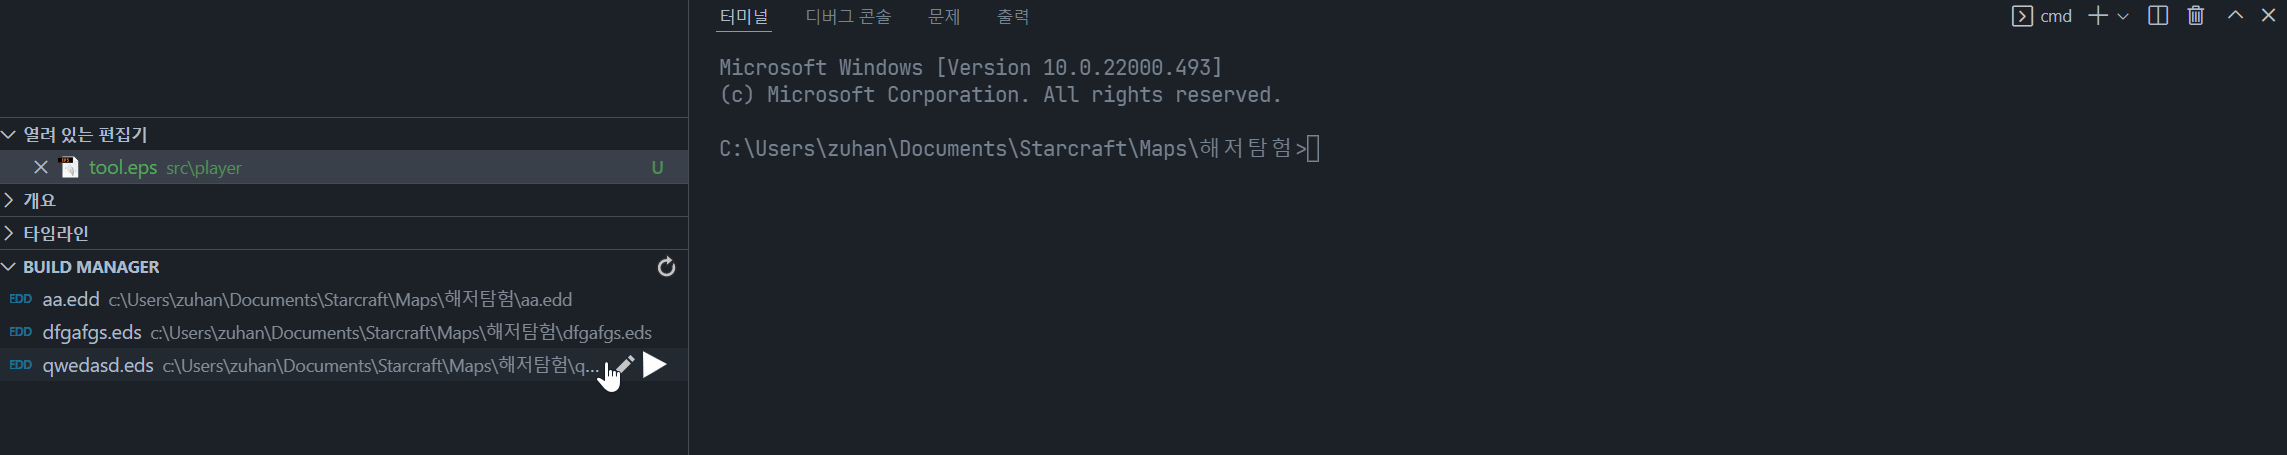 열려 있는 편집기
tool.eps src\player U
개요
타임라인
BUILD MANAGER
EDD aa.edd c:\Users\zuhan\Documents\Starcraft\Maps\해저탐험\aa.edd
EDD dfgafgs.eds c:\Users\zuhan\Documents\Starcraft\Maps\해저탐험\dfgafgs.eds
EDD qwedasd.eds c:\Users\zuhan\Documents\Starcraft\Maps\해저탐험\q...
터미널 디버그 콘솔 문제 출력 cmd
Microsoft Windows [Version 10.0.22000.493]
(c) Microsoft Corporation. All rights reserved.
C:\Users\zuhan\Documents\Starcraft\Maps\해저탐험>